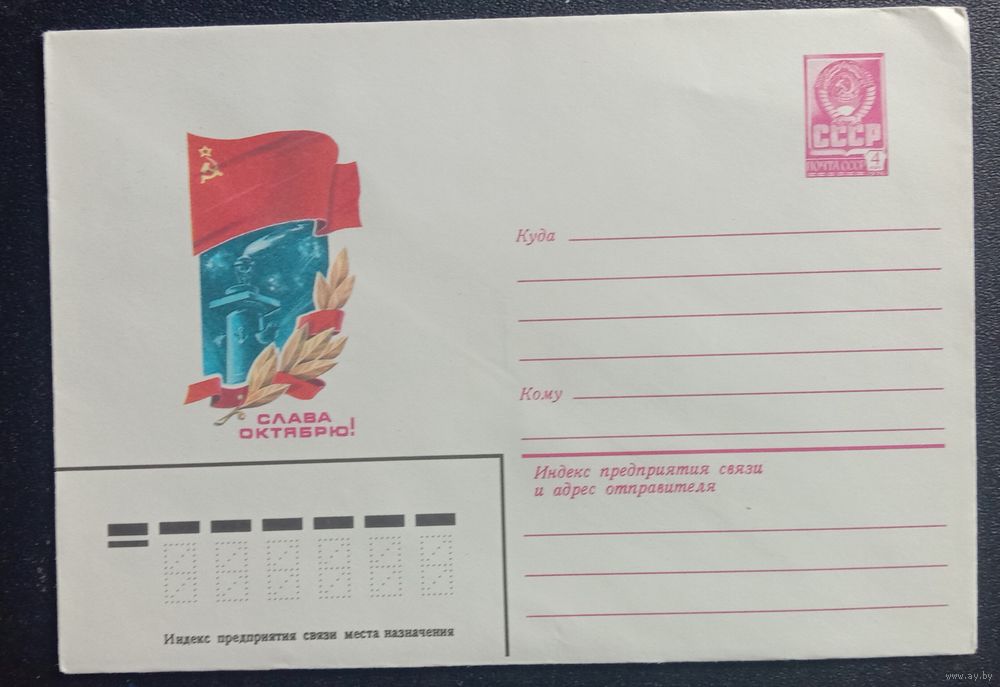 СССР
ПОЧТА СССР 4
СЛАВА
ОКТЯБРЮ!
Куда
Кому
Индекс предприятия связи
и адрес отправителя
Индекс предприятия связи места назначения
www.ay.by